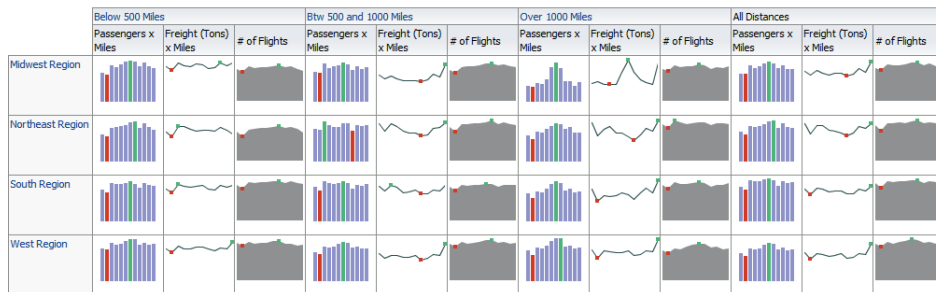 Below 500 Miles Btw 500 and 1000 Miles Over 1000 Miles All Distances
Passengers x Miles Freight (Tons) x Miles # of Flights Passengers x Miles Freight (Tons) x Miles # of Flights Passengers x Miles Freight (Tons) x Miles # of Flights Passengers x Miles Freight (Tons) x Miles # of Flights
Midwest Region
Northeast Region
South Region
West Region